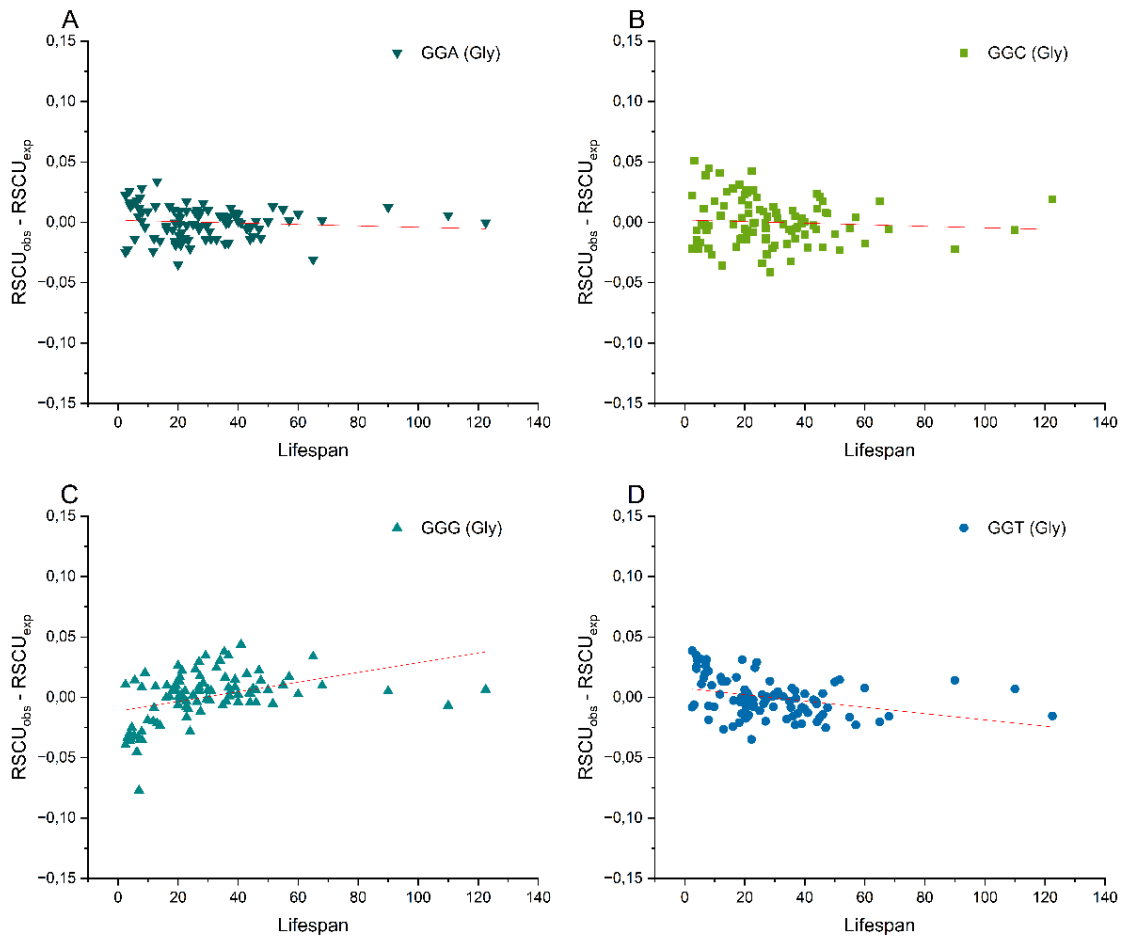 A
GGA (Gly)
0,15
0,10
0,05
0,00
−0,05
−0,10
−0,15
RSCUobs - RSCUexp
0 20 40 60 80 100 120 140
Lifespan
B
GGC (Gly)
0,15
0,10
0,05
0,00
−0,05
−0,10
−0,15
RSCUobs - RSCUexp
0 20 40 60 80 100 120 140
Lifespan
C
GGG (Gly)
0,15
0,10
0,05
0,00
−0,05
−0,10
−0,15
RSCUobs - RSCUexp
0 20 40 60 80 100 120 140
Lifespan
D
GGT (Gly)
0,15
0,10
0,05
0,00
−0,05
−0,10
−0,15
RSCUobs - RSCUexp
0 20 40 60 80 100 120 140
Lifespan